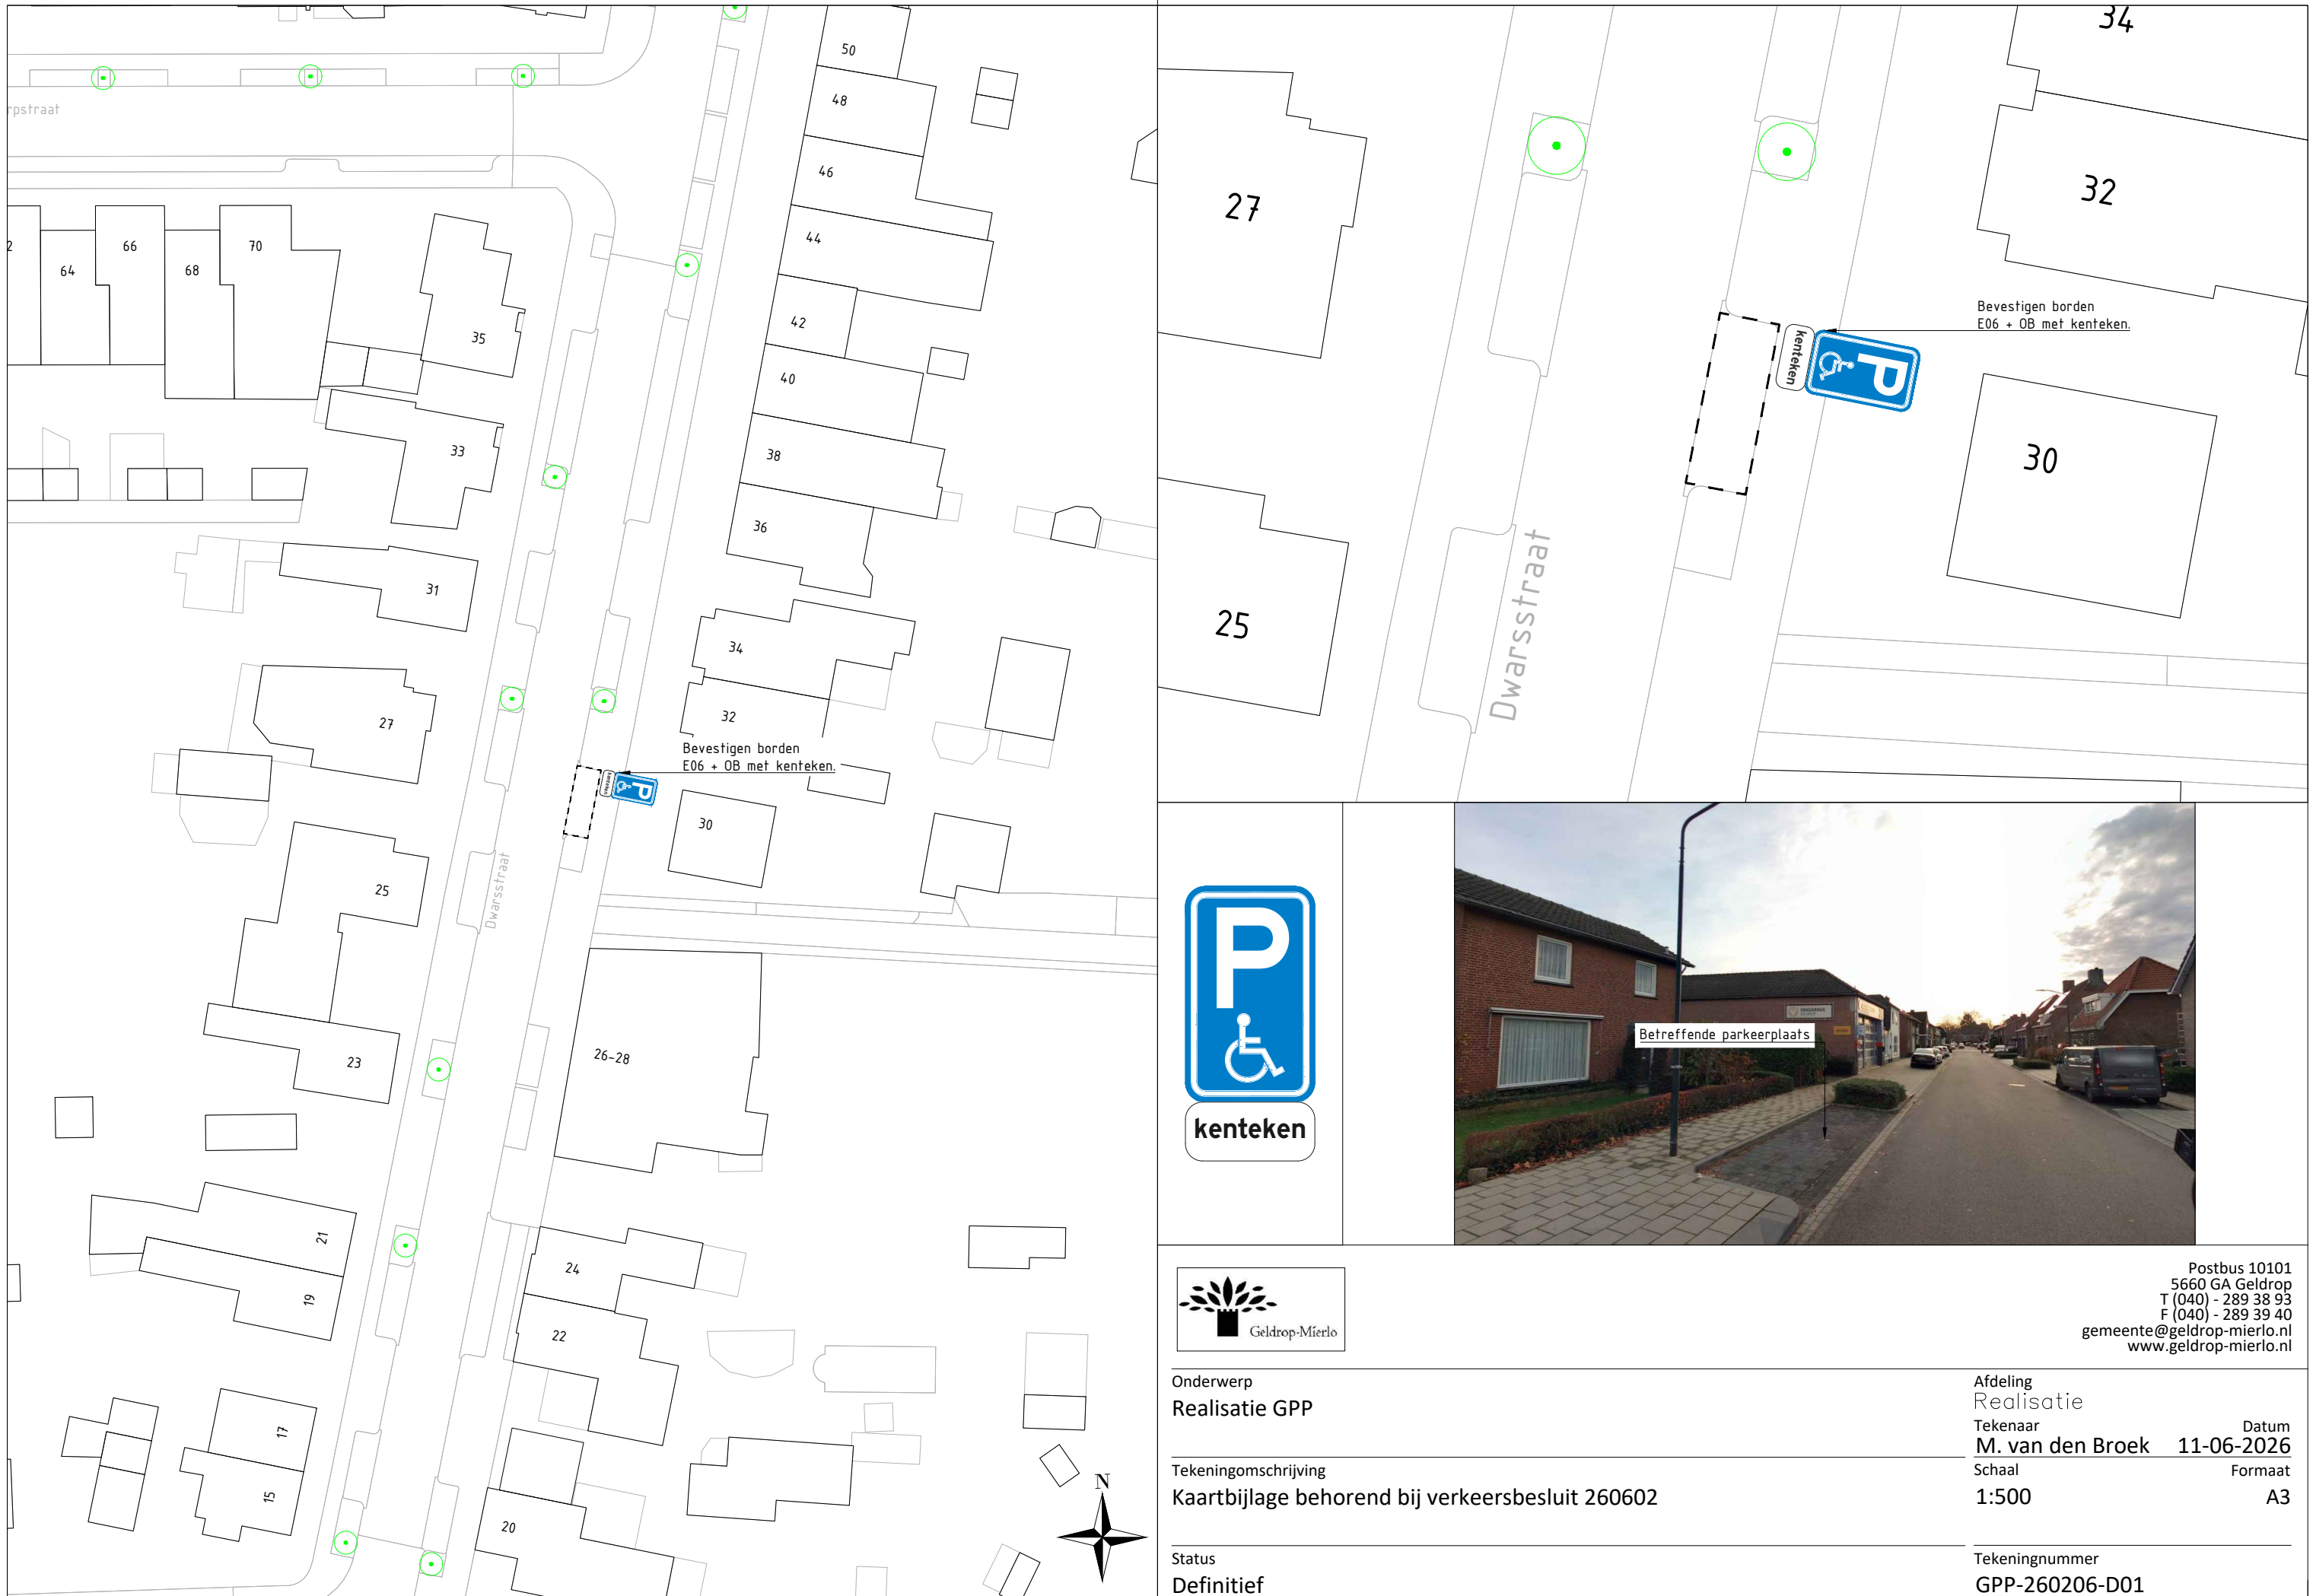 rpstraat
50
48
46
44
42
40
38
36
34
32
30
2
64
66
68
70
35
33
31
27
25
23
21
19
17
15
26-28
24
22
20
Dwarsstraat
Bevestigen borden
E06 + OB met kenteken.
kenteken
P
N
34
32
30
27
25
Dwarsstraat
Bevestigen borden
E06 + OB met kenteken.
kenteken
P
P
kenteken
Betreffende parkeerplaats
Geldrop-Mierlo
Postbus 10101
5660 GA Geldrop
T (040) - 289 38 93
F (040) - 289 39 40
gemeente@geldrop-mierlo.nl
www.geldrop-mierlo.nl
Onderwerp
Realisatie GPP
Afdeling
Realisatie
Tekenaar Datum
M. van den Broek 11-06-2026
Tekeningomschrijving
Kaartbijlage behorend bij verkeersbesluit 260602
Schaal Formaat
1:500 A3
Status
Definitief
Tekeningnummer
GPP-260206-D01